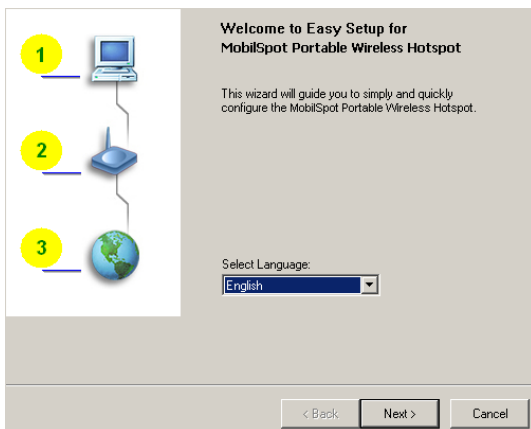 Welcome to Easy Setup for
MobilSpot Portable Wireless Hotspot
This wizard will guide you to simply and quickly
configure the MobilSpot Portable Wireless Hotspot.
1
2
3
Select Language:
English
< Back
Next >
Cancel